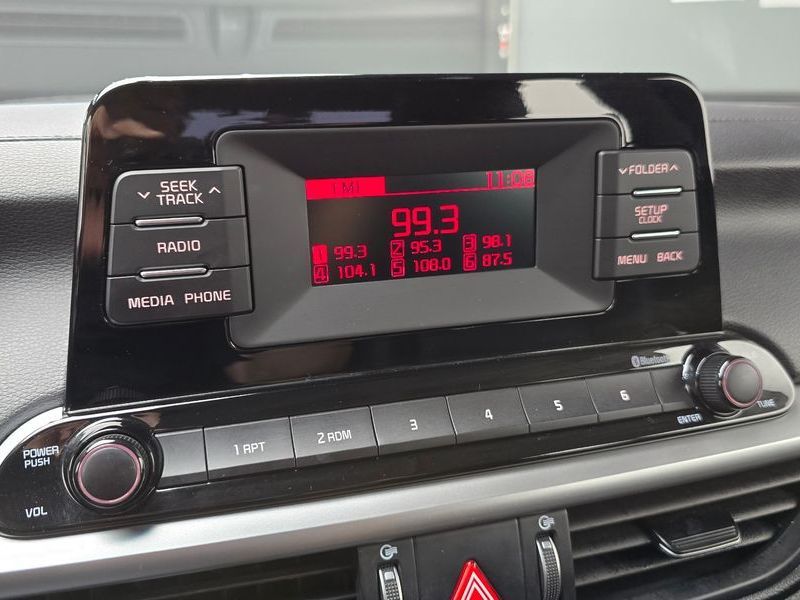 SEEK
TRACK
RADIO
MEDIA PHONE
FM1 11:08
99.3
1 99.3 2 95.3 3 98.1
4 104.1 5 108.0 6 87.5
FOLDER
SETUP
CLOCK
MENU BACK
Bluetooth
POWER
PUSH
VOL
1 RPT
2 RDM
3
4
5
6
ENTER
TUNE